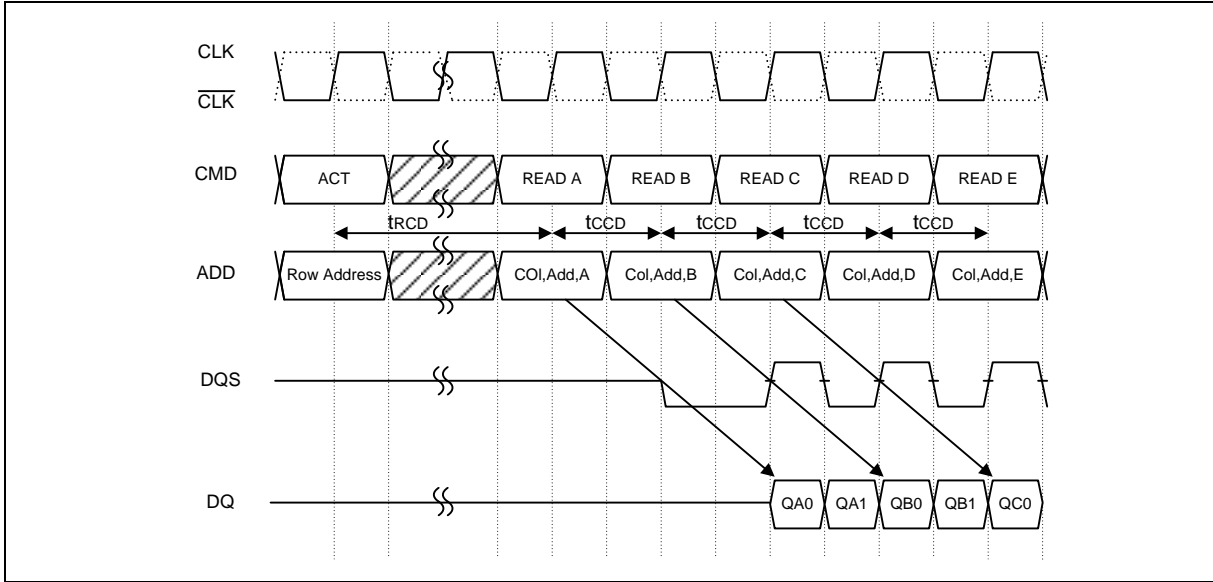 CLK
CLK
CMD ACT READ A READ B READ C READ D READ E
tRCD tCCD tCCD tCCD tCCD
ADD Row Address COl,Add,A Col,Add,B Col,Add,C Col,Add,D Col,Add,E
DQS
DQ QA0 QA1 QB0 QB1 QC0